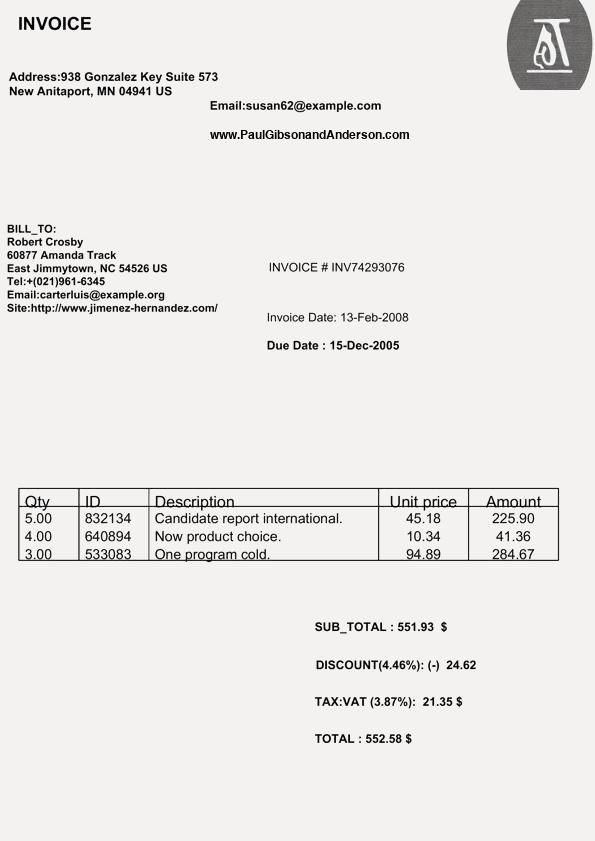 INVOICE
Address:938 Gonzalez Key Suite 573
New Anitaport, MN 04941 US
Email:susan62@example.com
www.PaulGibsonandAnderson.com
BILL_TO:
Robert Crosby
60877 Amanda Track
East Jimmytown, NC 54526 US
Tel:+(021)961-6345
Email:carterluis@example.org
Site:http://www.jimenez-hernandez.com/
INVOICE # INV74293076
Invoice Date: 13-Feb-2008
Due Date : 15-Dec-2005
Qty ID Description Unit price Amount
5.00 832134 Candidate report international. 45.18 225.90
4.00 640894 Now product choice. 10.34 41.36
3.00 533083 One program cold. 94.89 284.67
SUB_TOTAL : 551.93 $
DISCOUNT(4.46%): (-) 24.62
TAX:VAT (3.87%): 21.35 $
TOTAL : 552.58 $